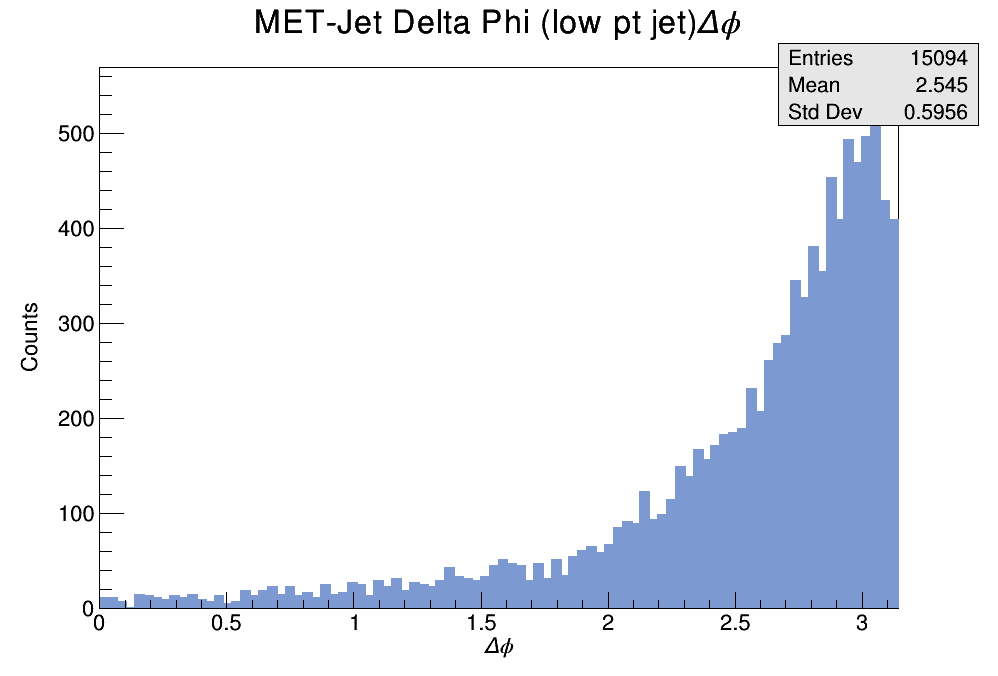 MET-Jet Delta Phi (low pt jet)Δϕ
Entries 15094
Mean 2.545
Std Dev 0.5956
500
400
300
200
100
0
Counts
0 0.5 1 1.5 2 2.5 3
Δϕ